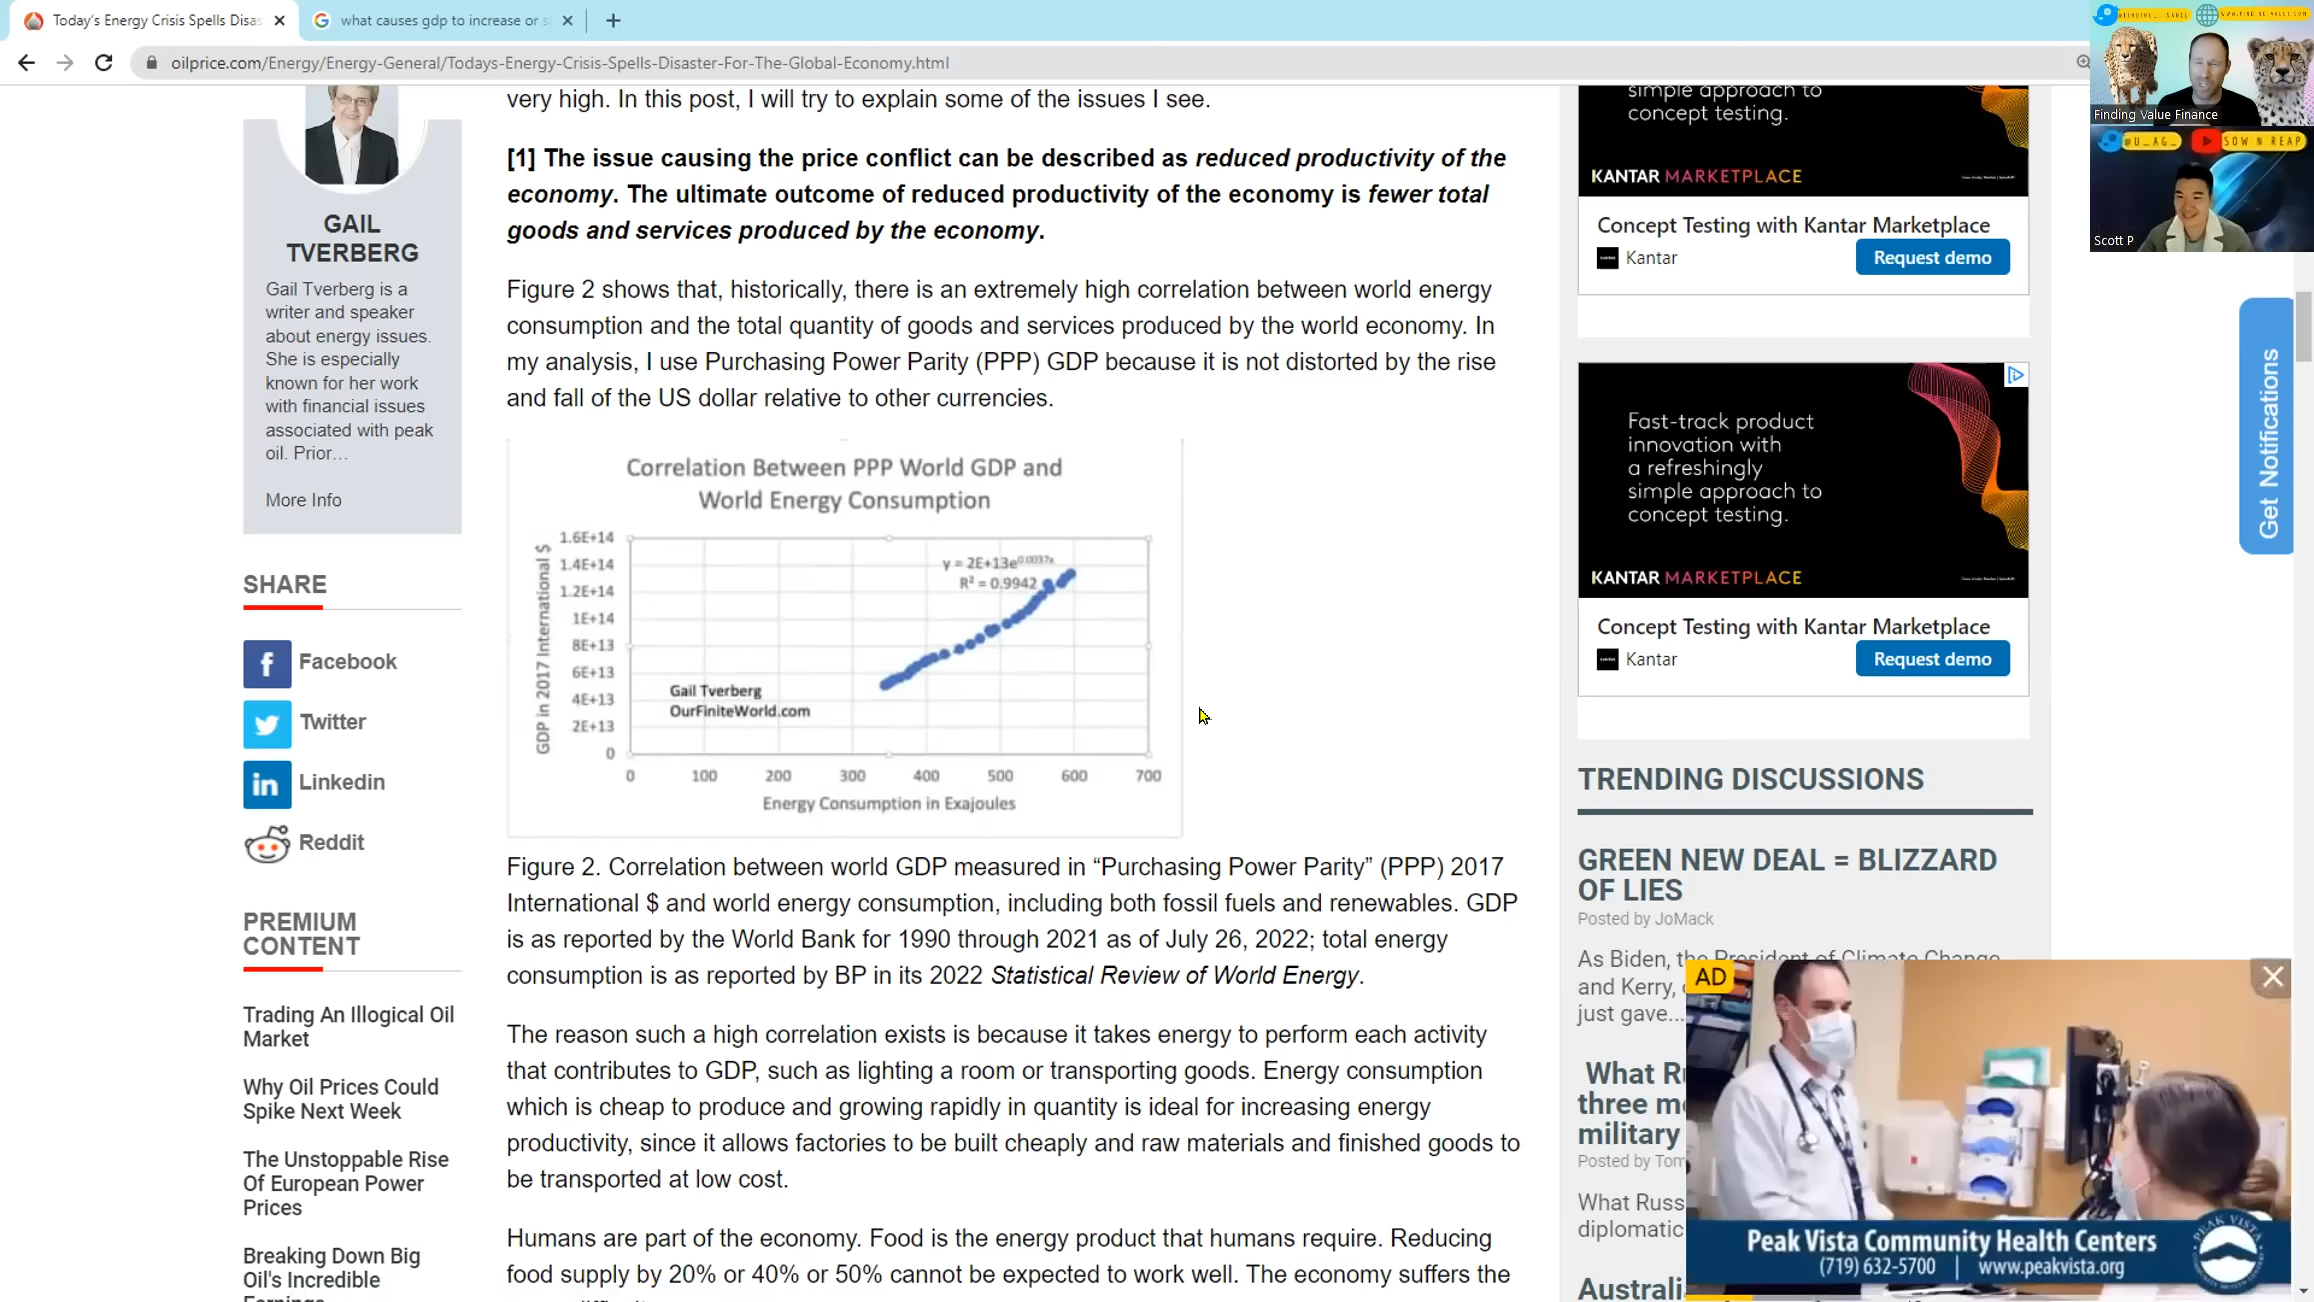 Today's Energy Crisis Spells Disas
what causes gdp to increase or s
oilprice.com/Energy/Energy-General/Todays-Energy-Crisis-Spells-Disaster-For-The-Global-Economy.html
Finding Value Finance
@U_AG_
SOW N REAP
Scott P
GAIL
TVERBERG
Gail Tverberg is a
writer and speaker
about energy issues.
She is especially
known for her work
with financial issues
associated with peak
oil. Prior...
More Info
SHARE
Facebook
Twitter
Linkedin
Reddit
PREMIUM
CONTENT
Trading An Illogical Oil
Market
Why Oil Prices Could
Spike Next Week
The Unstoppable Rise
Of European Power
Prices
Breaking Down Big
Oil's Incredible
Earnings
very high. In this post, I will try to explain some of the issues I see.
[1] The issue causing the price conflict can be described as reduced productivity of the
economy. The ultimate outcome of reduced productivity of the economy is fewer total
goods and services produced by the economy.
Figure 2 shows that, historically, there is an extremely high correlation between world energy
consumption and the total quantity of goods and services produced by the world economy. In
my analysis, I use Purchasing Power Parity (PPP) GDP because it is not distorted by the rise
and fall of the US dollar relative to other currencies.
Correlation Between PPP World GDP and
World Energy Consumption
GDP in 2017 International $
1.6E+14
1.4E+14
1.2E+14
1E+14
8E+13
6E+13
4E+13
2E+13
0
y = 2E+13e0.0037x
R² = 0.9942
Gail Tverberg
OurFiniteWorld.com
0 100 200 300 400 500 600 700
Energy Consumption in Exajoules
Figure 2. Correlation between world GDP measured in “Purchasing Power Parity” (PPP) 2017
International $ and world energy consumption, including both fossil fuels and renewables. GDP
is as reported by the World Bank for 1990 through 2021 as of July 26, 2022; total energy
consumption is as reported by BP in its 2022 Statistical Review of World Energy.
The reason such a high correlation exists is because it takes energy to perform each activity
that contributes to GDP, such as lighting a room or transporting goods. Energy consumption
which is cheap to produce and growing rapidly in quantity is ideal for increasing energy
productivity, since it allows factories to be built cheaply and raw materials and finished goods to
be transported at low cost.
Humans are part of the economy. Food is the energy product that humans require. Reducing
food supply by 20% or 40% or 50% cannot be expected to work well. The economy suffers the
simple approach to
concept testing.
KANTAR MARKETPLACE
Concept Testing with Kantar Marketplace
Kantar
Request demo
Fast-track product
innovation with
a refreshingly
simple approach to
concept testing.
KANTAR MARKETPLACE
Concept Testing with Kantar Marketplace
Kantar
Request demo
Get Notifications
TRENDING DISCUSSIONS
GREEN NEW DEAL = BLIZZARD
OF LIES
Posted by JoMack
As Biden, the President of Climate Change
and Kerry,
just gave...
What R
three m
military
Posted by Tom
What Russ
diplomatic
Australi
AD
Peak Vista Community Health Centers
(719) 632-5700 | www.peakvista.org
PEAK VISTA